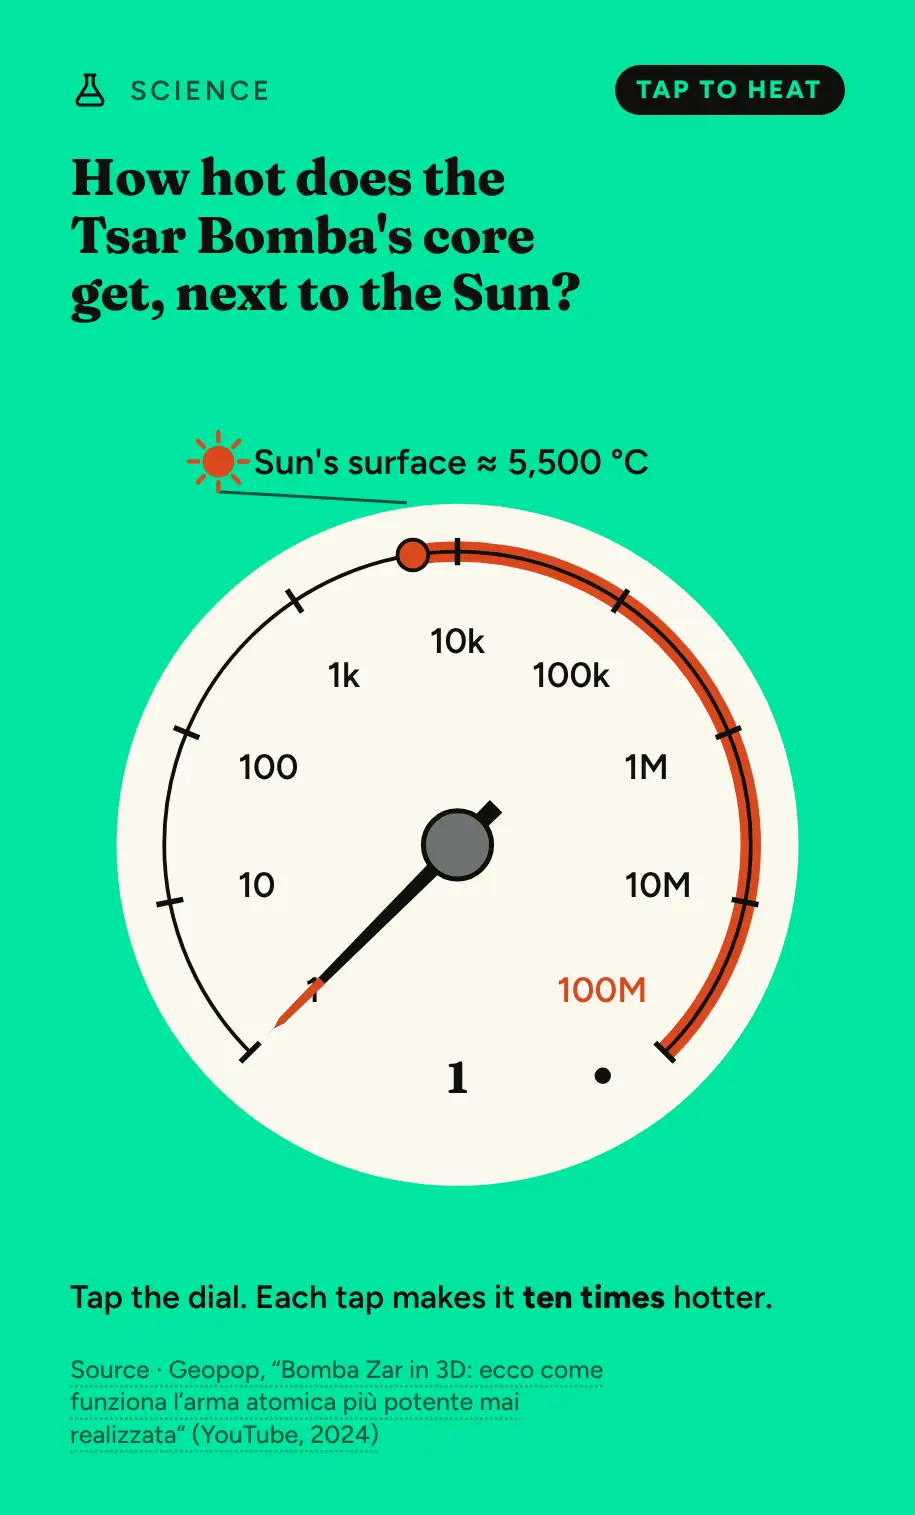 SCIENCE
TAP TO HEAT
How hot does the
Tsar Bomba's core
get, next to the Sun?
Sun's surface ≈ 5,500 °C
10k
1k
100k
100
1M
10
10M
1
100M
1
Tap the dial. Each tap makes it ten times hotter.
Source · Geopop, “Bomba Zar in 3D: ecco come
funziona l’arma atomica più potente mai
realizzata” (YouTube, 2024)